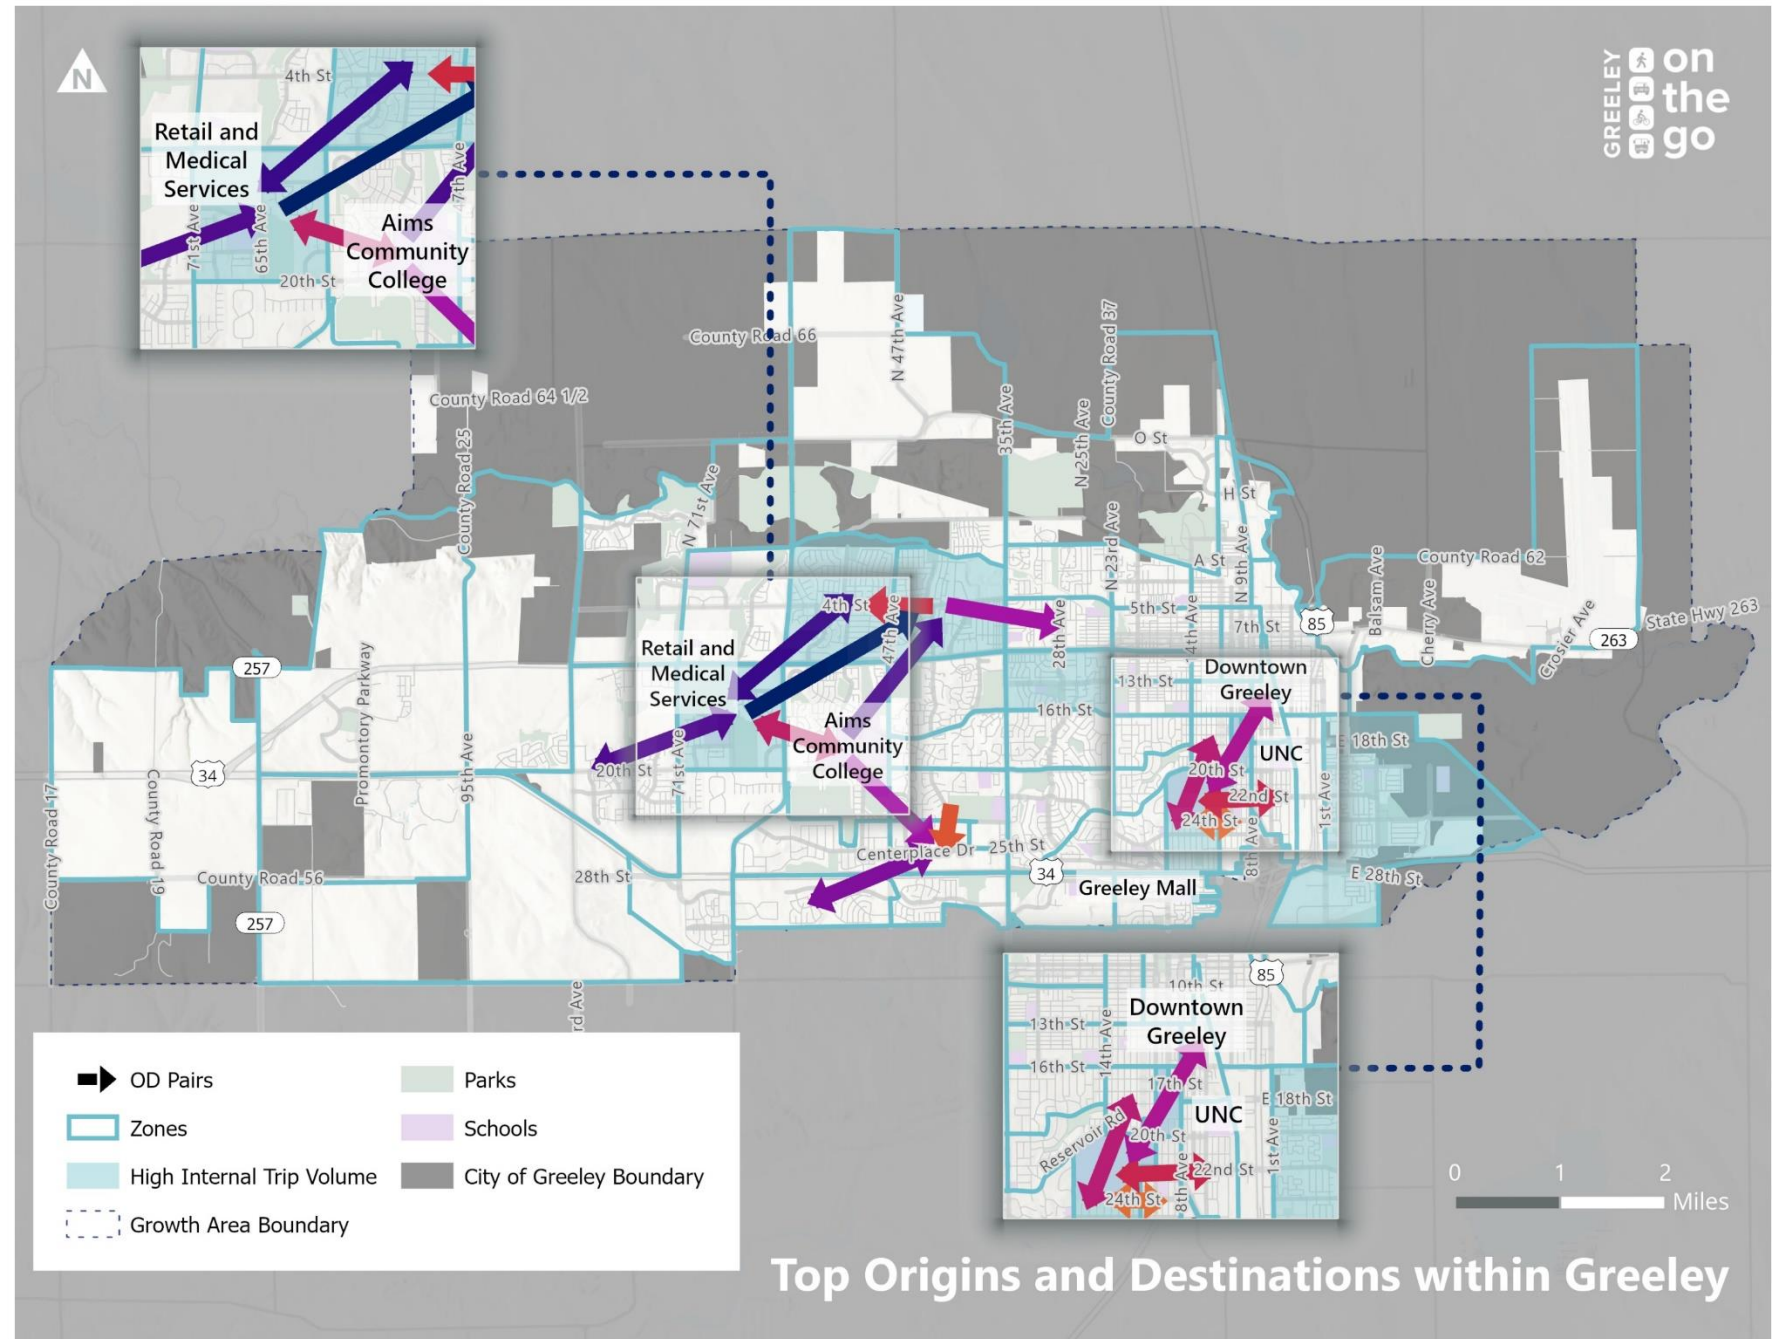 N
GREELEY
on
the
go
4th St
Retail and
Medical
Services
71st Ave
65th Ave
47th Ave
Aims
Community
College
20th St
County Road 66
N 47th Ave
County Road 37
County Road 64 1/2
35th Ave
N 25th Ave
O St
County Road 25
N 71st Ave
H St
N 23rd Ave
N 9th Ave
A St
County Road 62
Balsam Ave
Cherry Ave
Crosier Ave
State Hwy 263
263
85
4th St
47th Ave
28th Ave
5th St
14th Ave
7th St
Retail and
Medical
Services
257
Promontory Parkway
13th St
Downtown
Greeley
16th St
Aims
Community
College
UNC
E 18th St
34
County Road 17
County Road 19
95th Ave
20th St
71st Ave
20th St
22nd St
24th St
1st Ave
8th Ave
Centerplace Dr
25th St
34
Greeley Mall
E 28th St
County Road 56
28th St
257
rd Ave
85
10th St
Downtown
Greeley
13th St
14th Ave
16th St
17th St
E 18th St
UNC
Reservoir Rd
20th St
1st Ave
22nd St
24th St
8th Ave
OD Pairs
Zones
High Internal Trip Volume
Growth Area Boundary
Parks
Schools
City of Greeley Boundary
0 1 2
Miles
Top Origins and Destinations within Greeley